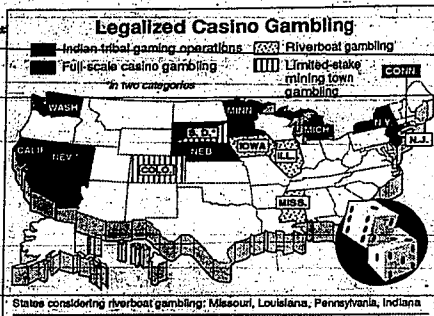 Legalized Casino Gambling
Indian tribal gaming operations
Riverboat gambling
Full-scale casino gambling
Limited-stake
mining town
gambling
*in two categories
CONN.
WASH
MINN
MICH
N.Y.
S.D.*
N.J.
CALIF
NEV.*
NEB
IOWA
ILL.
COLO.
MISS.
States considering riverboat gambling: Missouri, Louisiana, Pennsylvania, Indiana